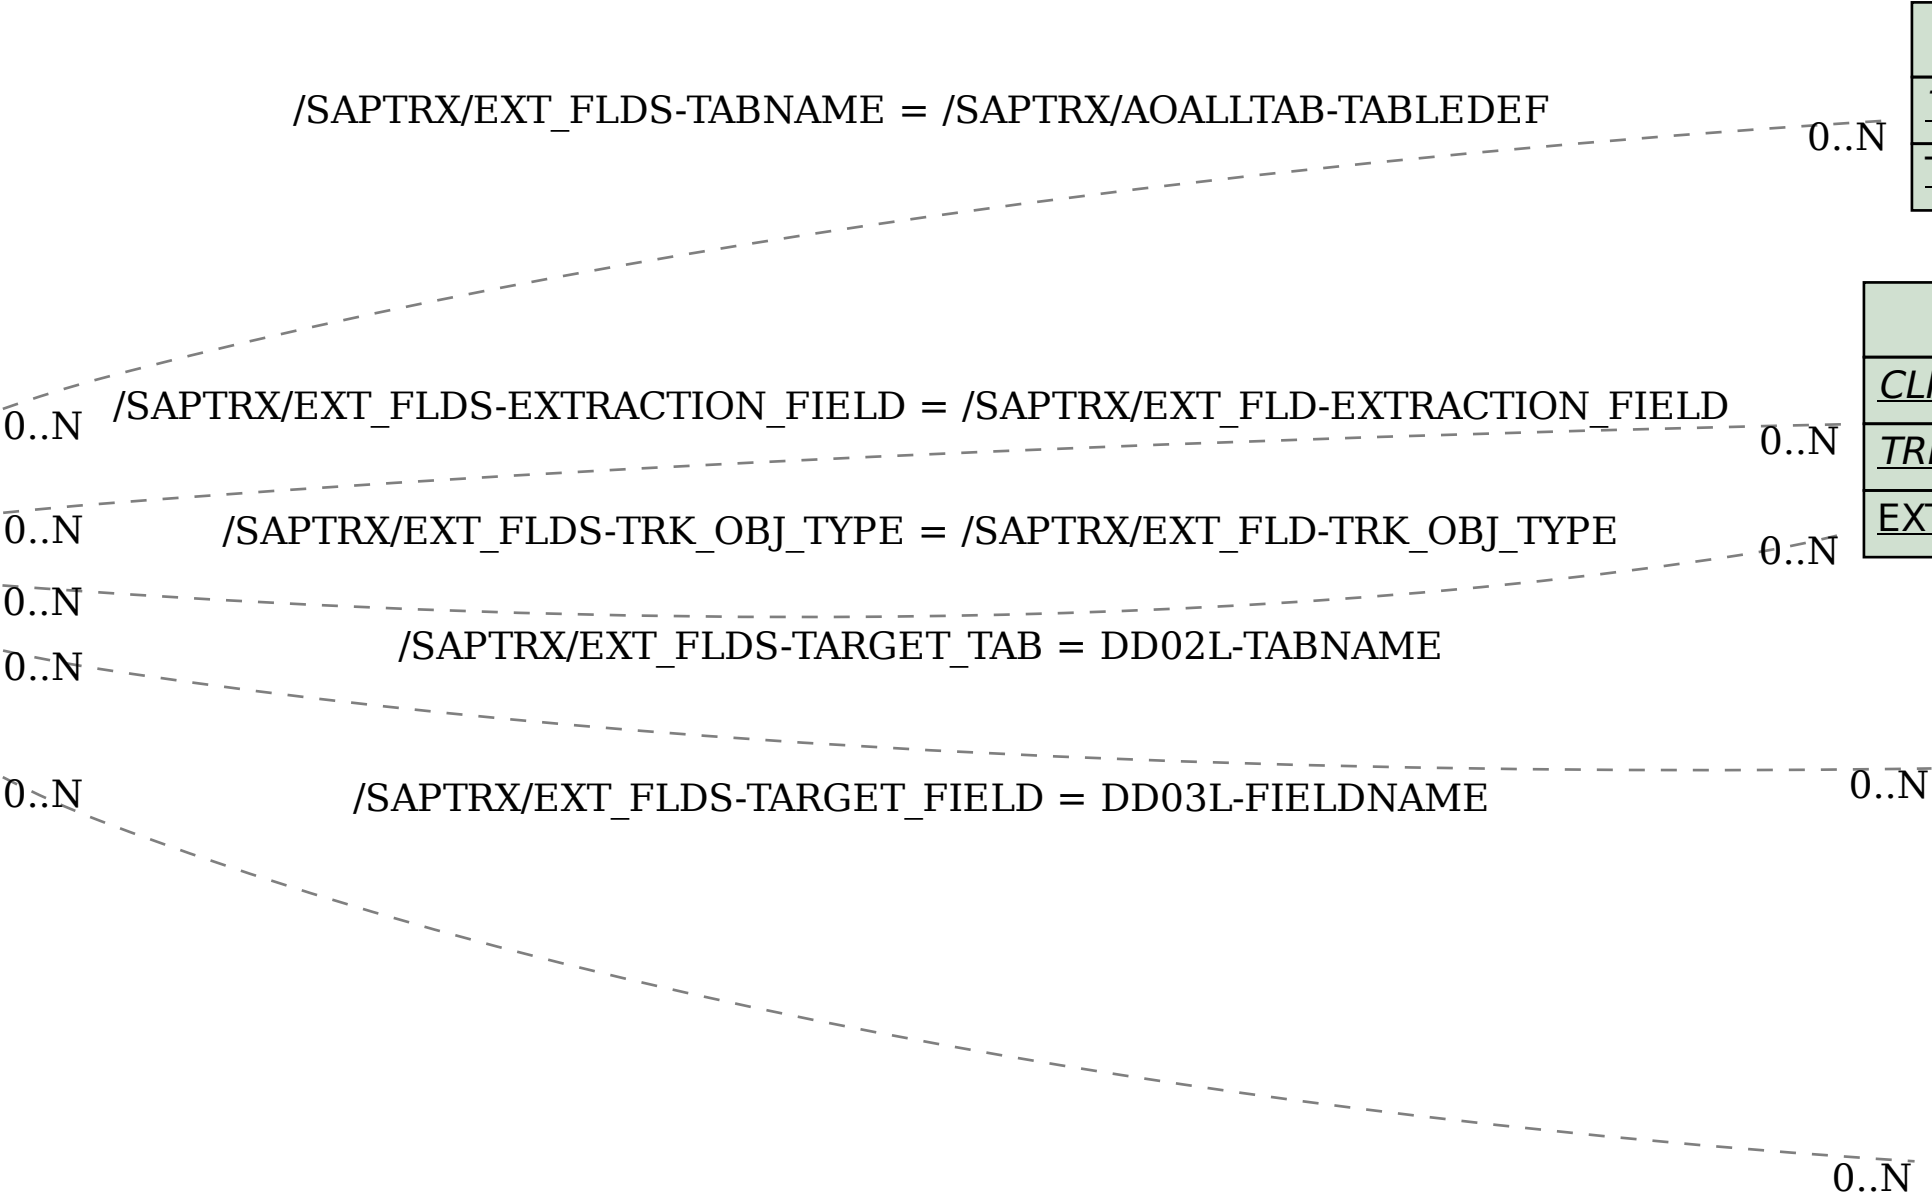 /SAPTRX/EXT_FLDS-TABNAME = /SAPTRX/AOALLTAB-TABLEDEF
0..N
/SAPTRX/EXT_FLDS-EXTRACTION_FIELD = /SAPTRX/EXT_FLD-EXTRACTION_FIELD
0..N
0..N
/SAPTRX/EXT_FLDS-TRK_OBJ_TYPE = /SAPTRX/EXT_FLD-TRK_OBJ_TYPE
0..N
0..N
0..N
/SAPTRX/EXT_FLDS-TARGET_TAB = DD02L-TABNAME
0..N
0..N
0..N
/SAPTRX/EXT_FLDS-TARGET_FIELD = DD03L-FIELDNAME
0..N